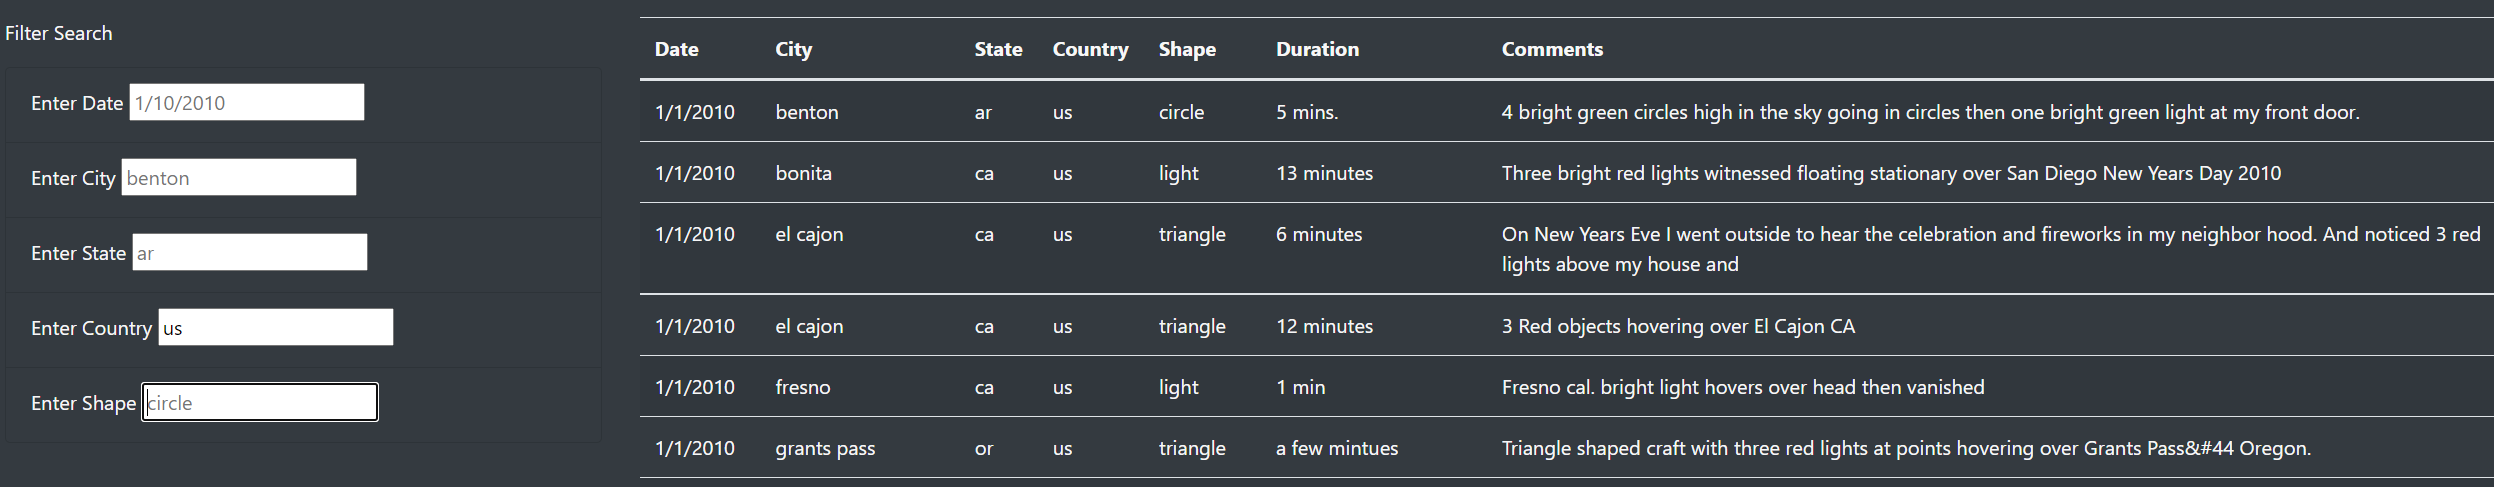 Filter Search
Enter Date 1/10/2010
Enter City benton
Enter State ar
Enter Country us
Enter Shape circle
Date City State Country Shape Duration Comments
1/1/2010 benton ar us circle 5 mins. 4 bright green circles high in the sky going in circles then one bright green light at my front door.
1/1/2010 bonita ca us light 13 minutes Three bright red lights witnessed floating stationary over San Diego New Years Day 2010
1/1/2010 el cajon ca us triangle 6 minutes On New Years Eve I went outside to hear the celebration and fireworks in my neighbor hood. And noticed 3 red
lights above my house and
1/1/2010 el cajon ca us triangle 12 minutes 3 Red objects hovering over El Cajon CA
1/1/2010 fresno ca us light 1 min Fresno cal. bright light hovers over head then vanished
1/1/2010 grants pass or us triangle a few mintues Triangle shaped craft with three red lights at points hovering over Grants Pass&#44 Oregon.